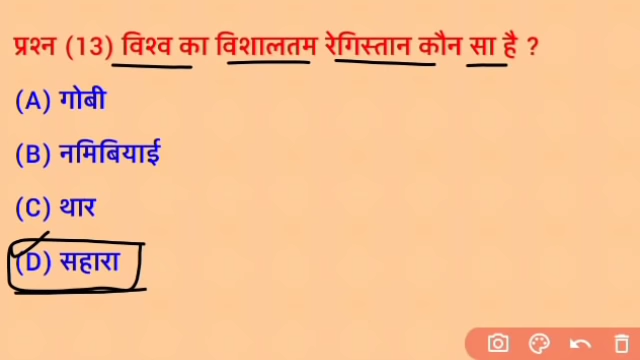 प्रश्न (13) विश्व का विशालतम रेगिस्तान कौन सा है ?
(A) गोबी
(B) नमिबियाई
(C) थार
(D) सहारा